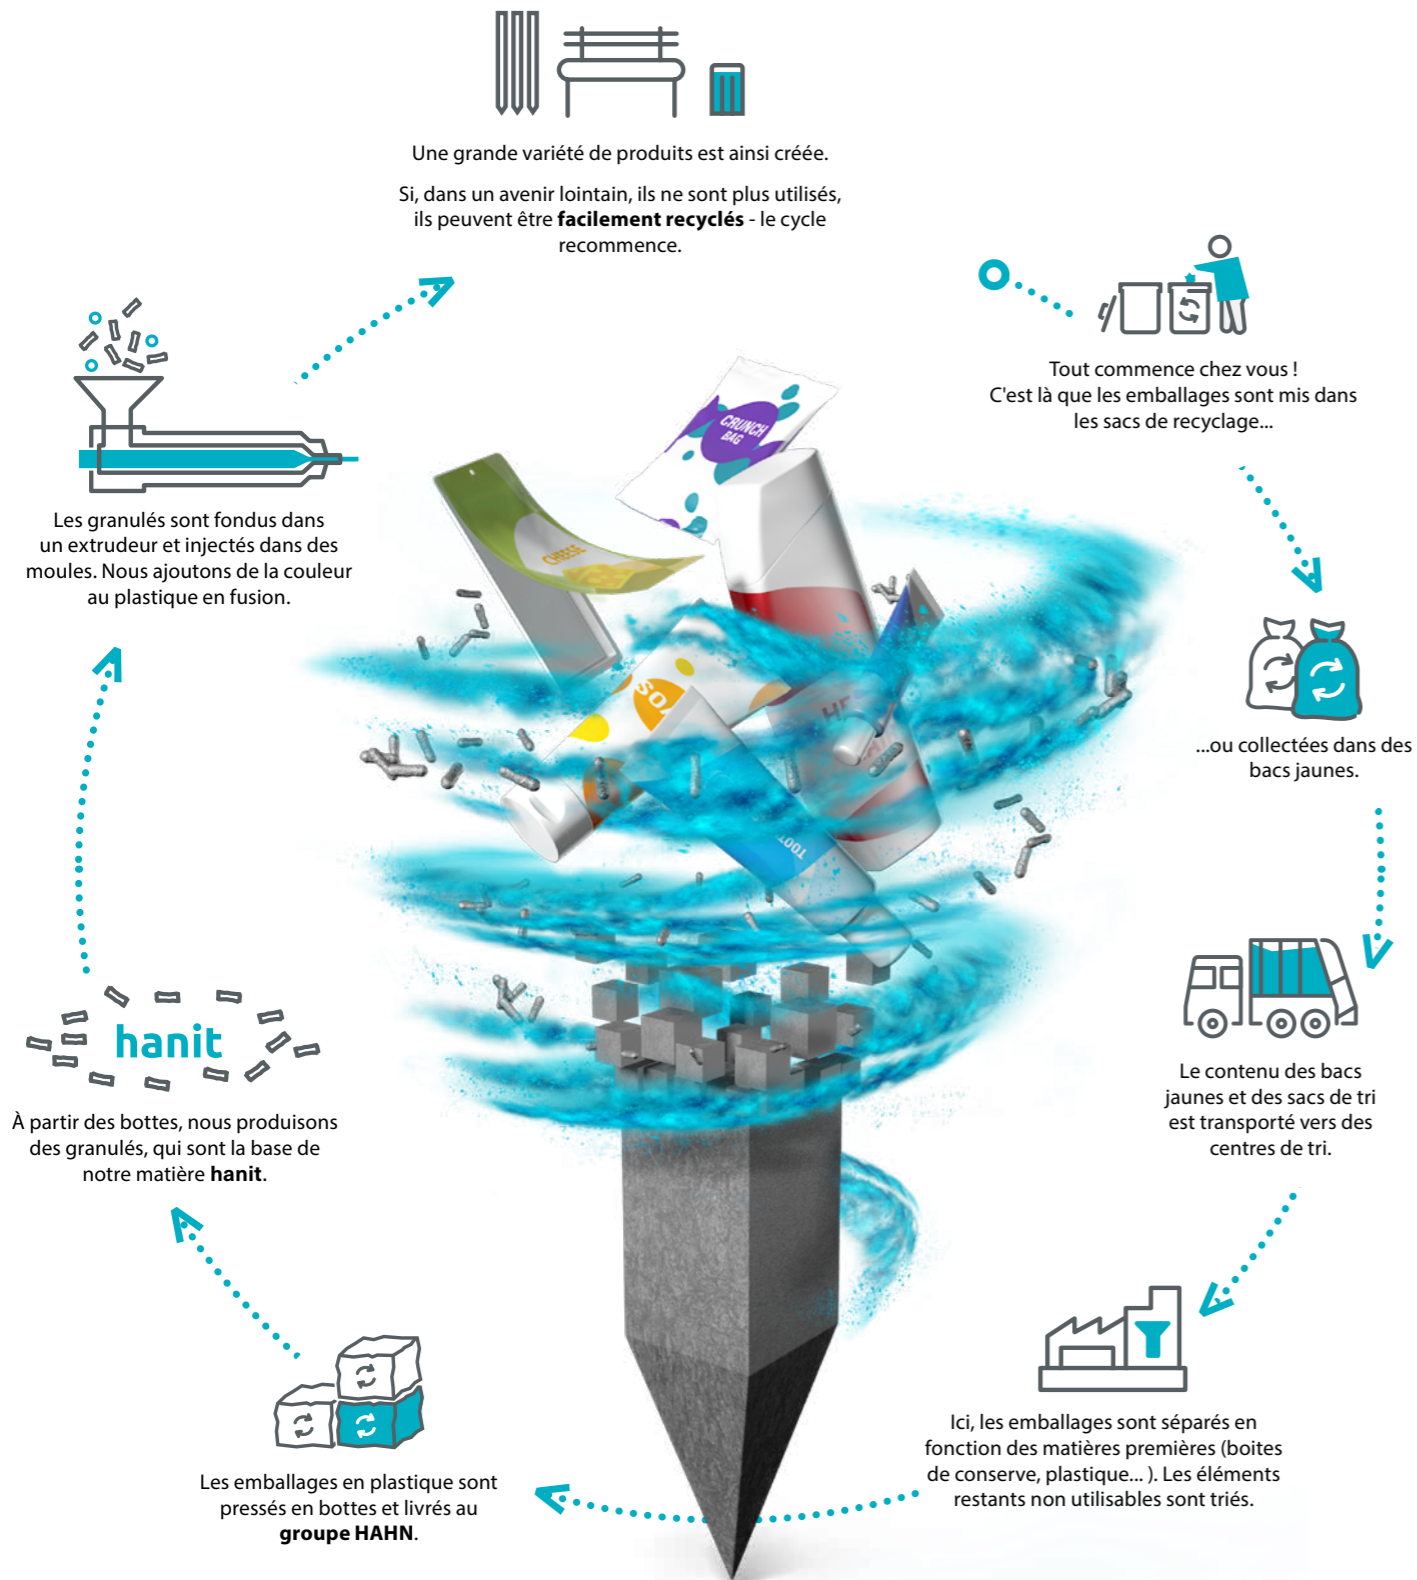 Une grande variété de produits est ainsi créée.
Si, dans un avenir lointain, ils ne sont plus utilisés,
ils peuvent être facilement recyclés - le cycle
recommence.
Tout commence chez vous !
C'est là que les emballages sont mis dans
les sacs de recyclage...
...ou collectées dans des
bacs jaunes.
Le contenu des bacs
jaunes et des sacs de tri
est transporté vers des
centres de tri.
Ici, les emballages sont séparés en
fonction des matières premières (boites
de conserve, plastique... ). Les éléments
restants non utilisables sont triés.
Les emballages en plastique sont
pressés en bottes et livrés au
groupe HAHN.
hanit
À partir des bottes, nous produisons
des granulés, qui sont la base de
notre matière hanit.
Les granulés sont fondus dans
un extrudeur et injectés dans des
moules. Nous ajoutons de la couleur
au plastique en fusion.
CRUNCH
BAG
CHEESE